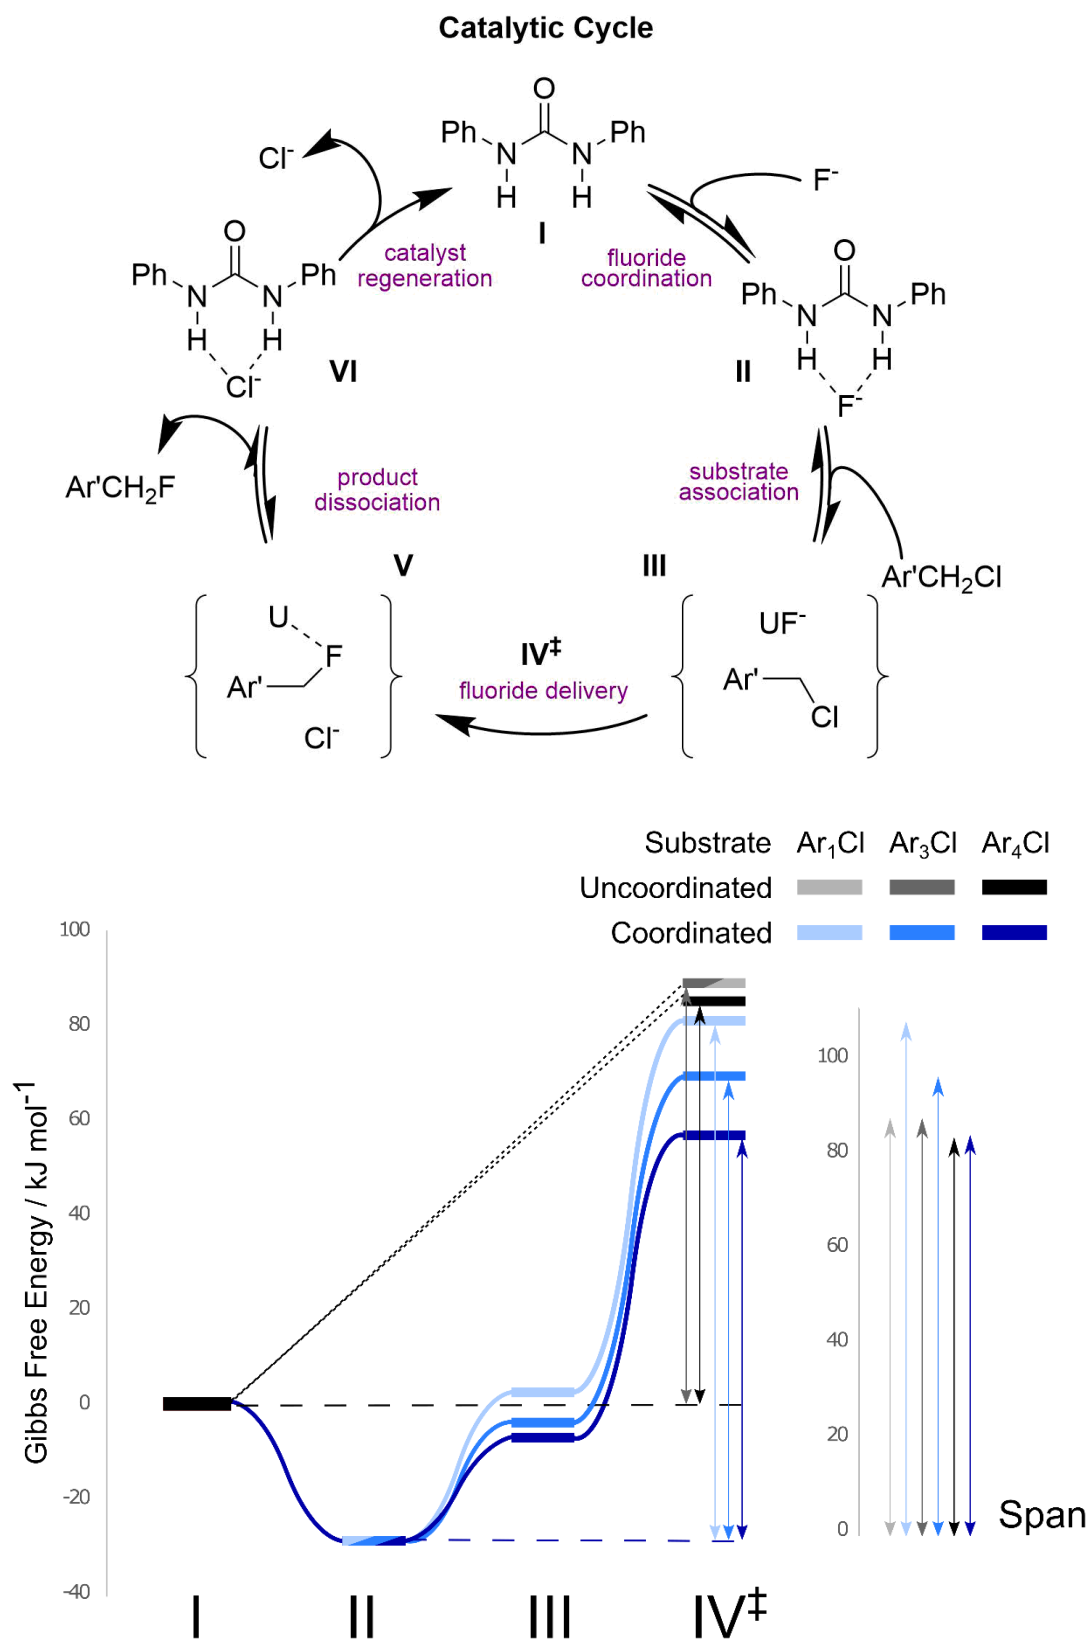 Catalytic Cycle
O
Ph N N Ph
H H
I
Cl⁻
F⁻
catalyst
regeneration
fluoride
coordination
O
Ph N N Ph
H H
Cl⁻
VI
O
Ph N N Ph
H H
F⁻
II
Ar'CH₂F
product
dissociation
substrate
association
Ar'CH₂Cl
V
III
U
F
Ar'
Cl⁻
IV‡
fluoride delivery
UF⁻
Ar'
Cl
Substrate Ar₁Cl Ar₃Cl Ar₄Cl
Uncoordinated
Coordinated
Gibbs Free Energy / kJ mol⁻¹
100
80
60
40
20
0
-20
-40
100
80
60
40
20
0
Span
I II III IV‡